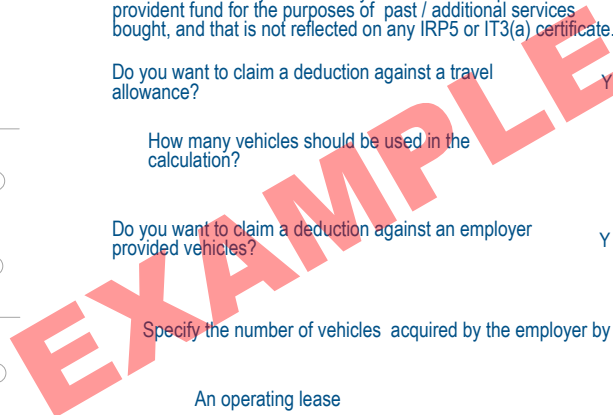 provident fund for the purposes of past / additional services
bought, and that is not reflected on any IRP5 or IT3(a) certificate.
Do you want to claim a deduction against a travel
allowance?
Y
How many vehicles should be used in the
calculation?
Do you want to claim a deduction against an employer
provided vehicles?
Y
Specify the number of vehicles acquired by the employer by
An operating lease
EXAMPLE